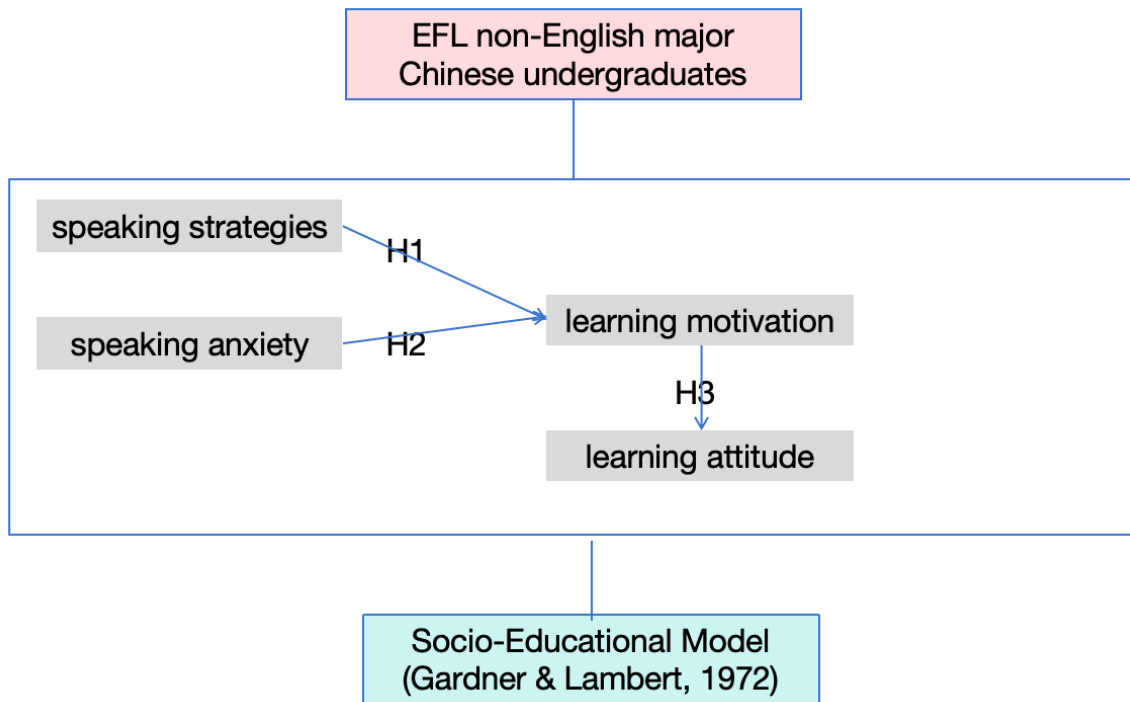 EFL non-English major
Chinese undergraduates
speaking strategies
H1
speaking anxiety
H2
learning motivation
H3
learning attitude
Socio-Educational Model
(Gardner & Lambert, 1972)